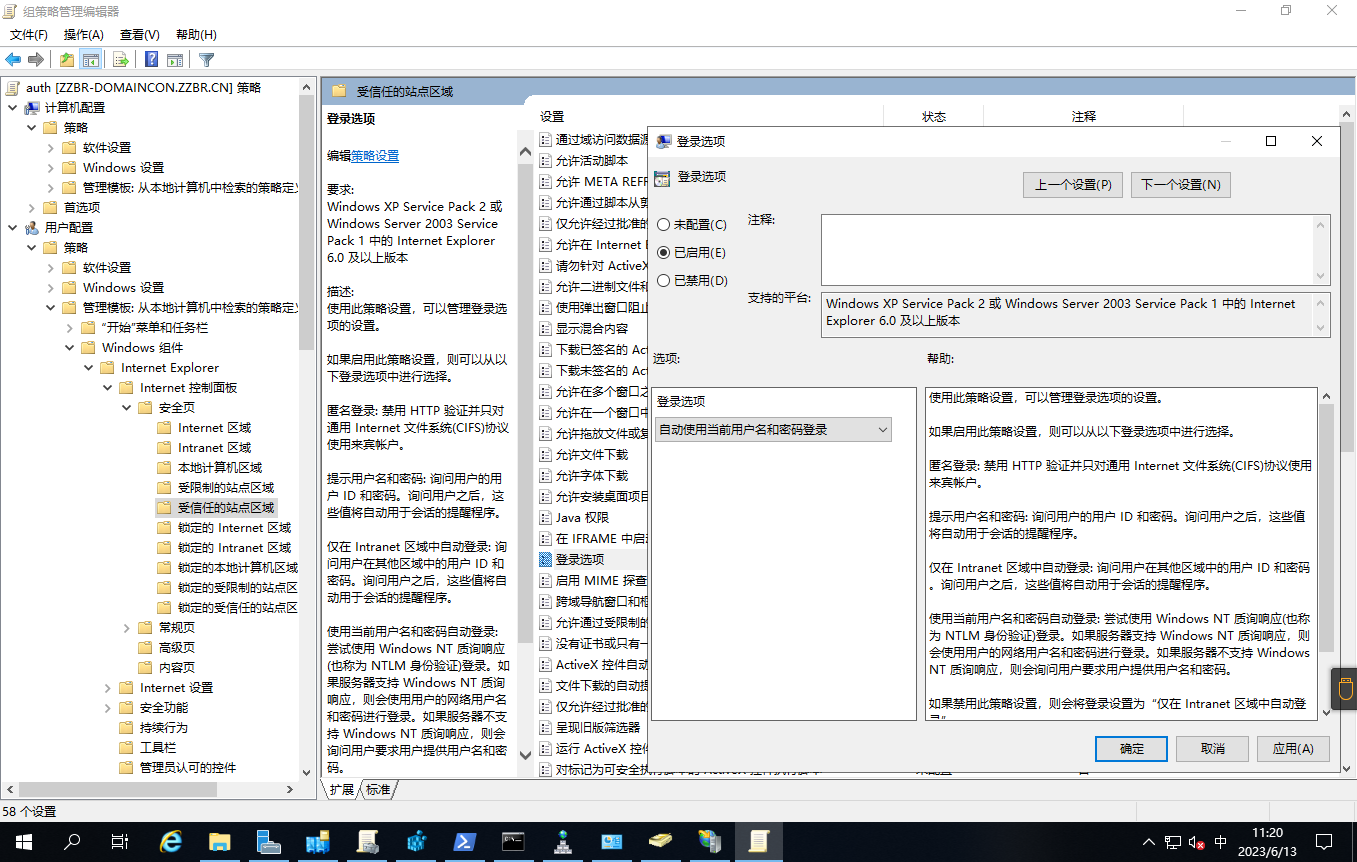 组策略管理编辑器
文件(F) 操作(A) 查看(V) 帮助(H)
auth [ZZBR-DOMAINCON.ZZBR.CN] 策略
计算机配置
策略
软件设置
Windows 设置
管理模板: 从本地计算机中检索的策略定义
首选项
用户配置
策略
软件设置
Windows 设置
管理模板: 从本地计算机中检索的策略定义
“开始”菜单和任务栏
Windows 组件
Internet Explorer
Internet 控制面板
安全页
Internet 区域
Intranet 区域
本地计算机区域
受限制的站点区域
受信任的站点区域
锁定的 Internet 区域
锁定的 Intranet 区域
锁定的本地计算机区域
锁定的受限制的站点区
锁定的受信任的站点区
常规页
高级页
内容页
Internet 设置
安全功能
持续行为
工具栏
管理员认可的控件
受信任的站点区域
登录选项
编辑策略设置
要求:
Windows XP Service Pack 2 或
Windows Server 2003 Service
Pack 1 中的 Internet Explorer
6.0 及以上版本
描述:
使用此策略设置，可以管理登录选
项的设置。
如果启用此策略设置，则可以从以
下登录选项中进行选择。
匿名登录: 禁用 HTTP 验证并只对
通用 Internet 文件系统(CIFS)协议
使用来宾帐户。
提示用户名和密码: 询问用户的用
户 ID 和密码。询问用户之后，这
些值将自动用于会话的提醒程序。
仅在 Intranet 区域中自动登录: 询
问用户在其他区域中的用户 ID 和
密码。询问用户之后，这些值将自
动用于会话的提醒程序。
使用当前用户名和密码自动登录:
尝试使用 Windows NT 质询响应
(也称为 NTLM 身份验证)登录。如
果服务器支持 Windows NT 质询
响应，则会使用用户的网络用户名
和密码进行登录。如果服务器不支
持 Windows NT 质询响应，则会
询问用户要求用户提供用户名和密
码。
设置 状态 注释
通过域访问数据源
允许活动脚本
允许 META REFR
允许通过脚本从剪
仅允许经过批准的
允许在 Internet E
请勿针对 ActiveX
允许二进制文件和
使用弹出窗口阻止
显示混合内容
下载已签名的 Act
下载未签名的 Act
允许在多个窗口之
允许在一个窗口中
允许拖放文件或复
允许文件下载
允许字体下载
允许安装桌面项目
Java 权限
在 IFRAME 中启动
登录选项
启用 MIME 探查
跨域导航窗口和框
允许通过受限制的
没有证书或只有一
ActiveX 控件自动
文件下载的自动提
仅允许经过批准的
呈现旧版筛选器
运行 ActiveX 控件
对标记为可安全执行脚本的 ActiveX 控件执行脚本 未配置 否
登录选项
登录选项
上一个设置(P) 下一个设置(N)
未配置(C)
已启用(E)
已禁用(D)
注释:
支持的平台:
Windows XP Service Pack 2 或 Windows Server 2003 Service Pack 1 中的 Internet
Explorer 6.0 及以上版本
选项:
登录选项
自动使用当前用户名和密码登录
帮助:
使用此策略设置，可以管理登录选项的设置。
如果启用此策略设置，则可以从以下登录选项中进行选择。
匿名登录: 禁用 HTTP 验证并只对通用 Internet 文件系统(CIFS)协议使用
来宾帐户。
提示用户名和密码: 询问用户的用户 ID 和密码。询问用户之后，这些值
将自动用于会话的提醒程序。
仅在 Intranet 区域中自动登录: 询问用户在其他区域中的用户 ID 和密码
。询问用户之后，这些值将自动用于会话的提醒程序。
使用当前用户名和密码自动登录: 尝试使用 Windows NT 质询响应(也称
为 NTLM 身份验证)登录。如果服务器支持 Windows NT 质询响应，则
会使用用户的网络用户名和密码进行登录。如果服务器不支持 Windows
NT 质询响应，则会询问用户要求用户提供用户名和密码。
如果禁用此策略设置，则会将登录设置为“仅在 Intranet 区域中自动登
录”
确定 取消 应用(A)
扩展 标准
58 个设置
中
11:20
2023/6/13